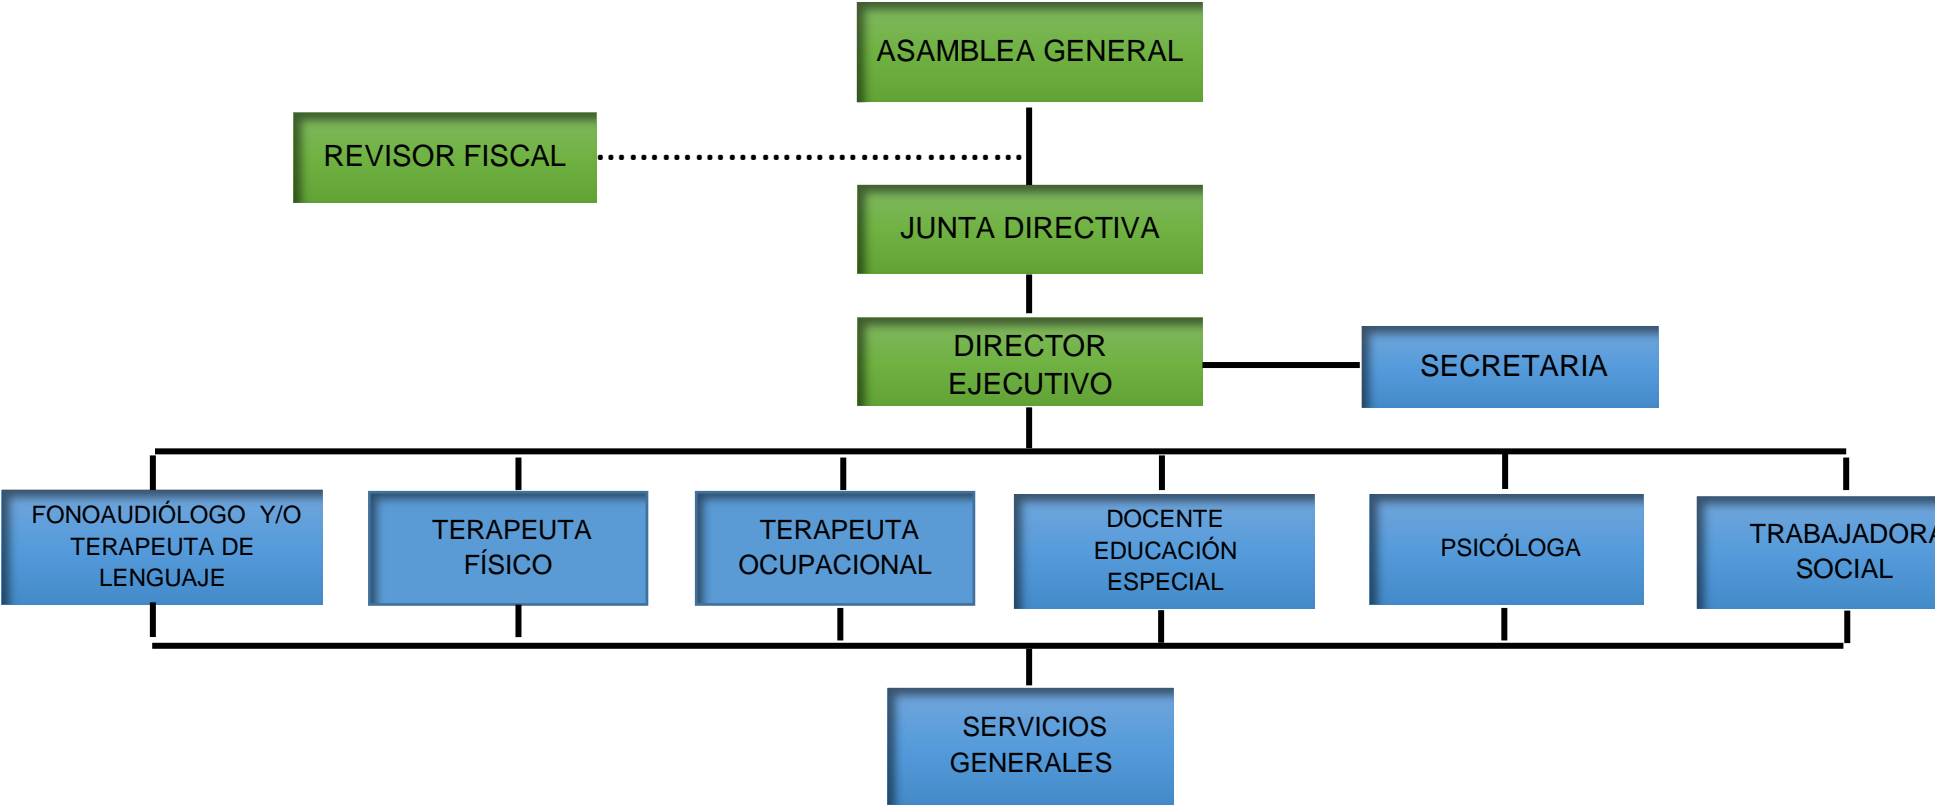 ASAMBLEA GENERAL
REVISOR FISCAL
JUNTA DIRECTIVA
DIRECTOR
EJECUTIVO
SECRETARIA
FONOAUDIÓLOGO Y/O
TERAPEUTA DE
LENGUAJE
TERAPEUTA
FÍSICO
TERAPEUTA
OCUPACIONAL
DOCENTE
EDUCACIÓN
ESPECIAL
PSICÓLOGA
TRABAJADORA
SOCIAL
SERVICIOS
GENERALES